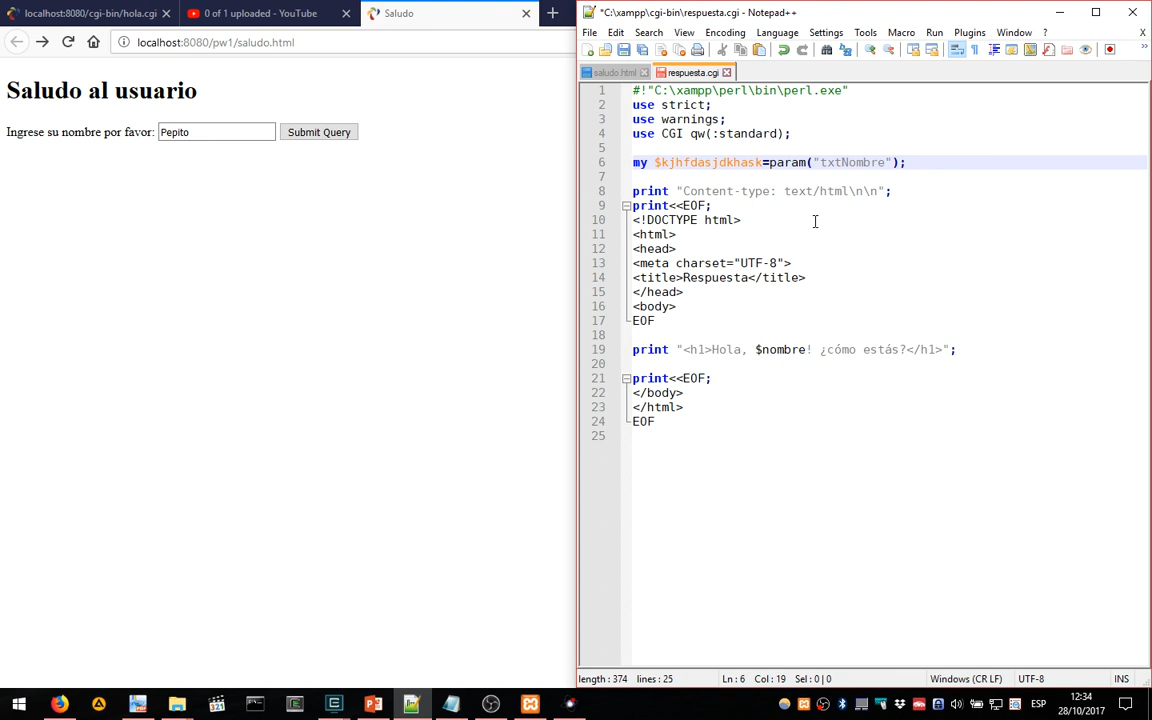 localhost:8080/cgi-bin/hola.cgi
0 of 1 uploaded - YouTube
Saludo
localhost:8080/pw1/saludo.html
Saludo al usuario
Ingrese su nombre por favor: Pepito Submit Query
*C:\xampp\cgi-bin\respuesta.cgi - Notepad++
File Edit Search View Encoding Language Settings Tools Macro Run Plugins Window ? X
saludo.html respuesta.cgi
1 #!"C:\xampp\perl\bin\perl.exe"
2 use strict;
3 use warnings;
4 use CGI qw(:standard);
5
6 my $kjhfdasjdkhask=param("txtNombre");
7
8 print "Content-type: text/html\n\n";
9 print<<EOF;
10 <!DOCTYPE html>
11 <html>
12 <head>
13 <meta charset="UTF-8">
14 <title>Respuesta</title>
15 </head>
16 <body>
17 EOF
18
19 print "<h1>Hola, $nombre! ¿cómo estás?</h1>";
20
21 print<<EOF;
22 </body>
23 </html>
24 EOF
25
length : 374 lines : 25 Ln : 6 Col : 19 Sel : 0 | 0 Windows (CR LF) UTF-8 INS
ESP
12:34
28/10/2017